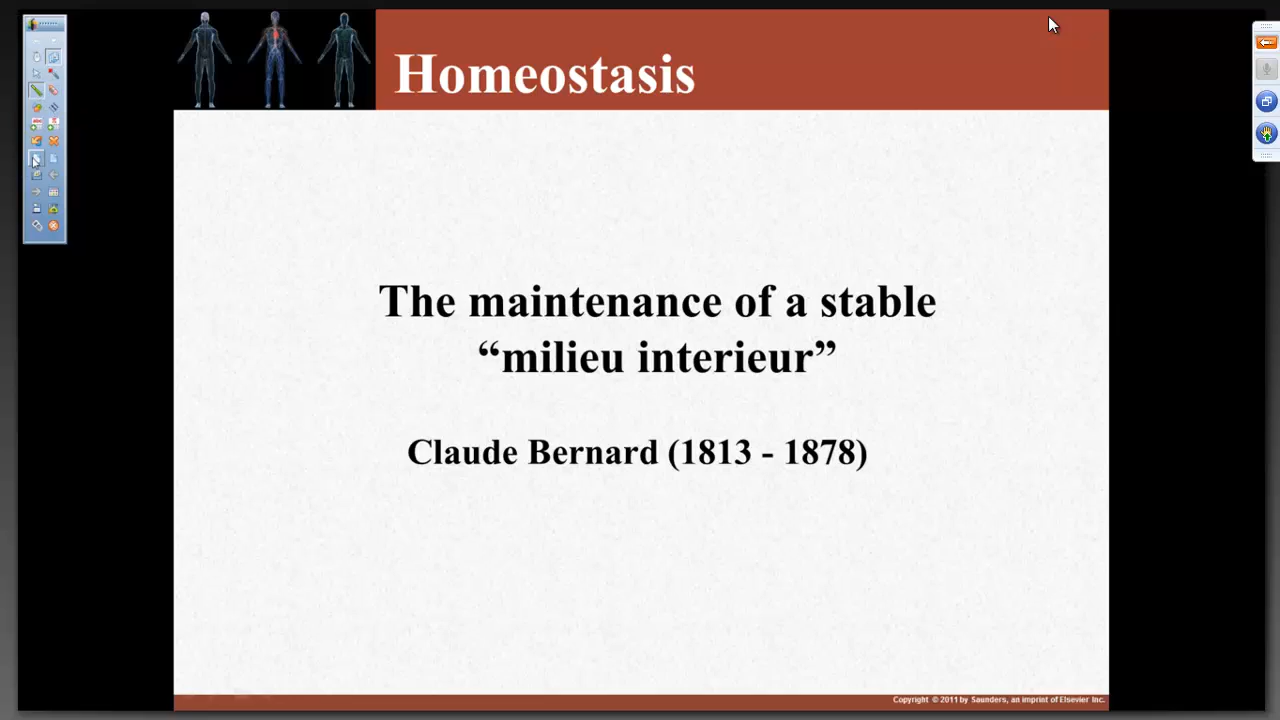 Homeostasis
The maintenance of a stable
“milieu interieur”
Claude Bernard (1813 - 1878)
Copyright © 2011 by Saunders, an imprint of Elsevier Inc.